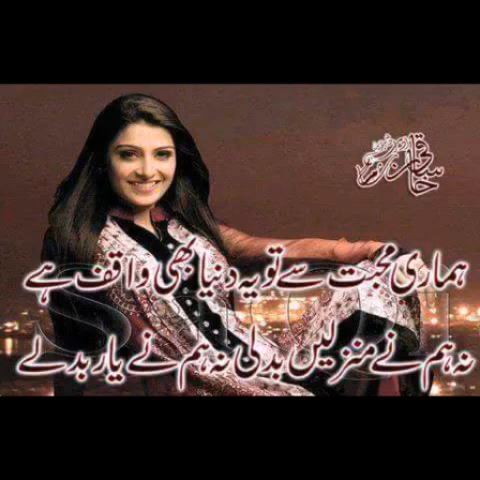 ہماری محبت سے تو یہ دنیا بھی واقف ہے
نہ ہم نے منزلیں بدلی نہ ہم نے یار بدلے